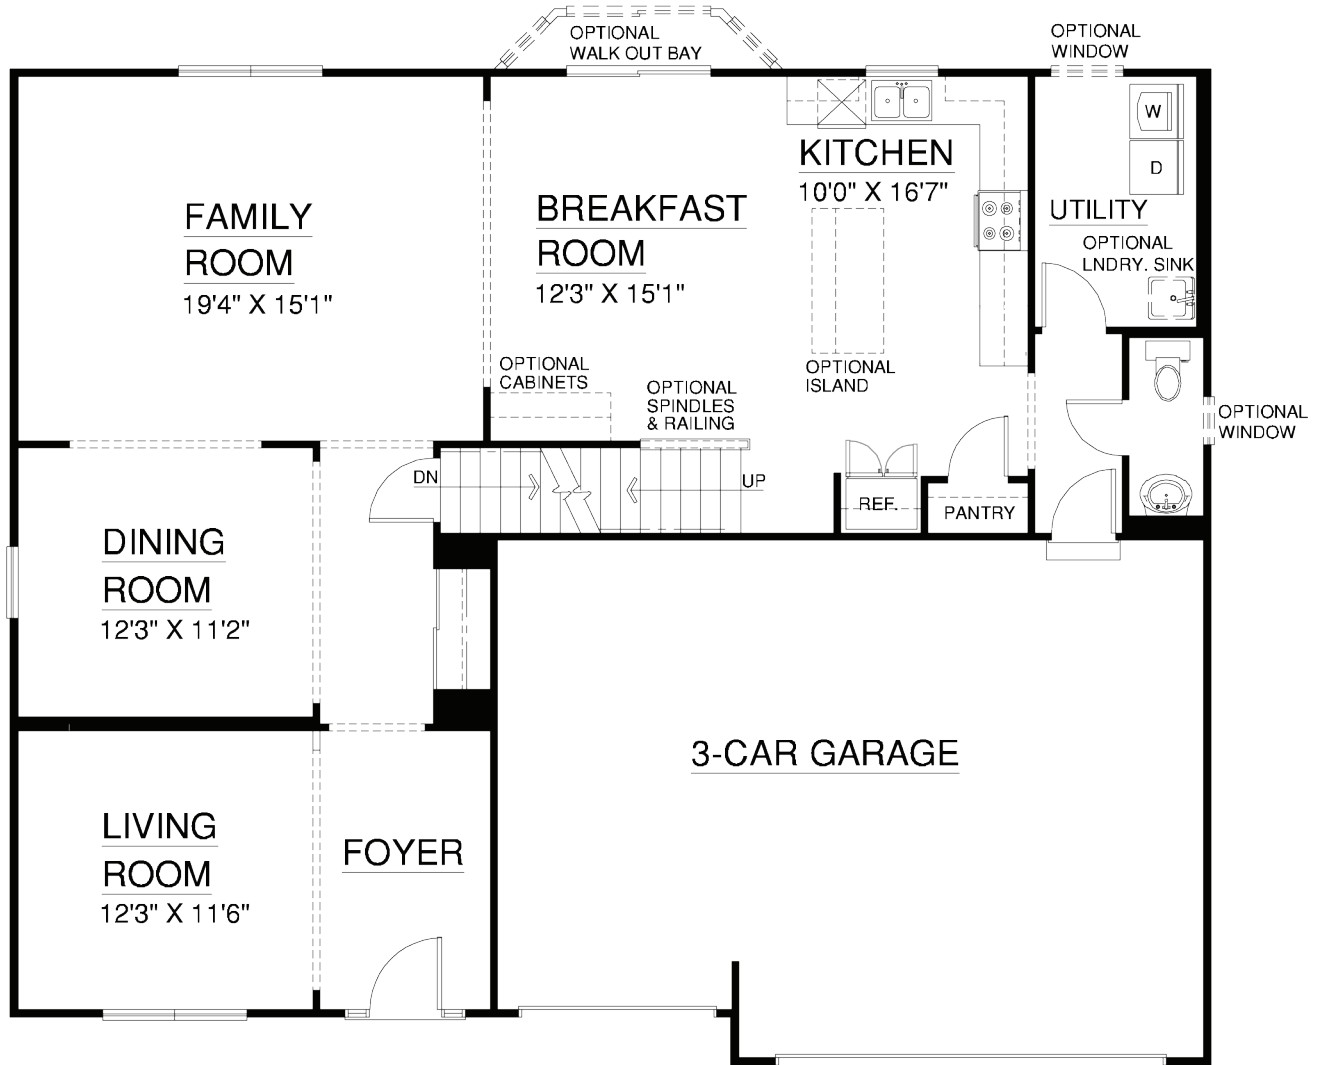 OPTIONAL
WALK OUT BAY
OPTIONAL
WINDOW
W
D
KITCHEN
10'0" X 16'7"
FAMILY
ROOM
19'4" X 15'1"
BREAKFAST
ROOM
12'3" X 15'1"
UTILITY
OPTIONAL
LNDRY. SINK
OPTIONAL
CABINETS
OPTIONAL
SPINDLES
& RAILING
OPTIONAL
ISLAND
OPTIONAL
WINDOW
DN
UP
REF.
PANTRY
DINING
ROOM
12'3" X 11'2"
3-CAR GARAGE
LIVING
ROOM
12'3" X 11'6"
FOYER